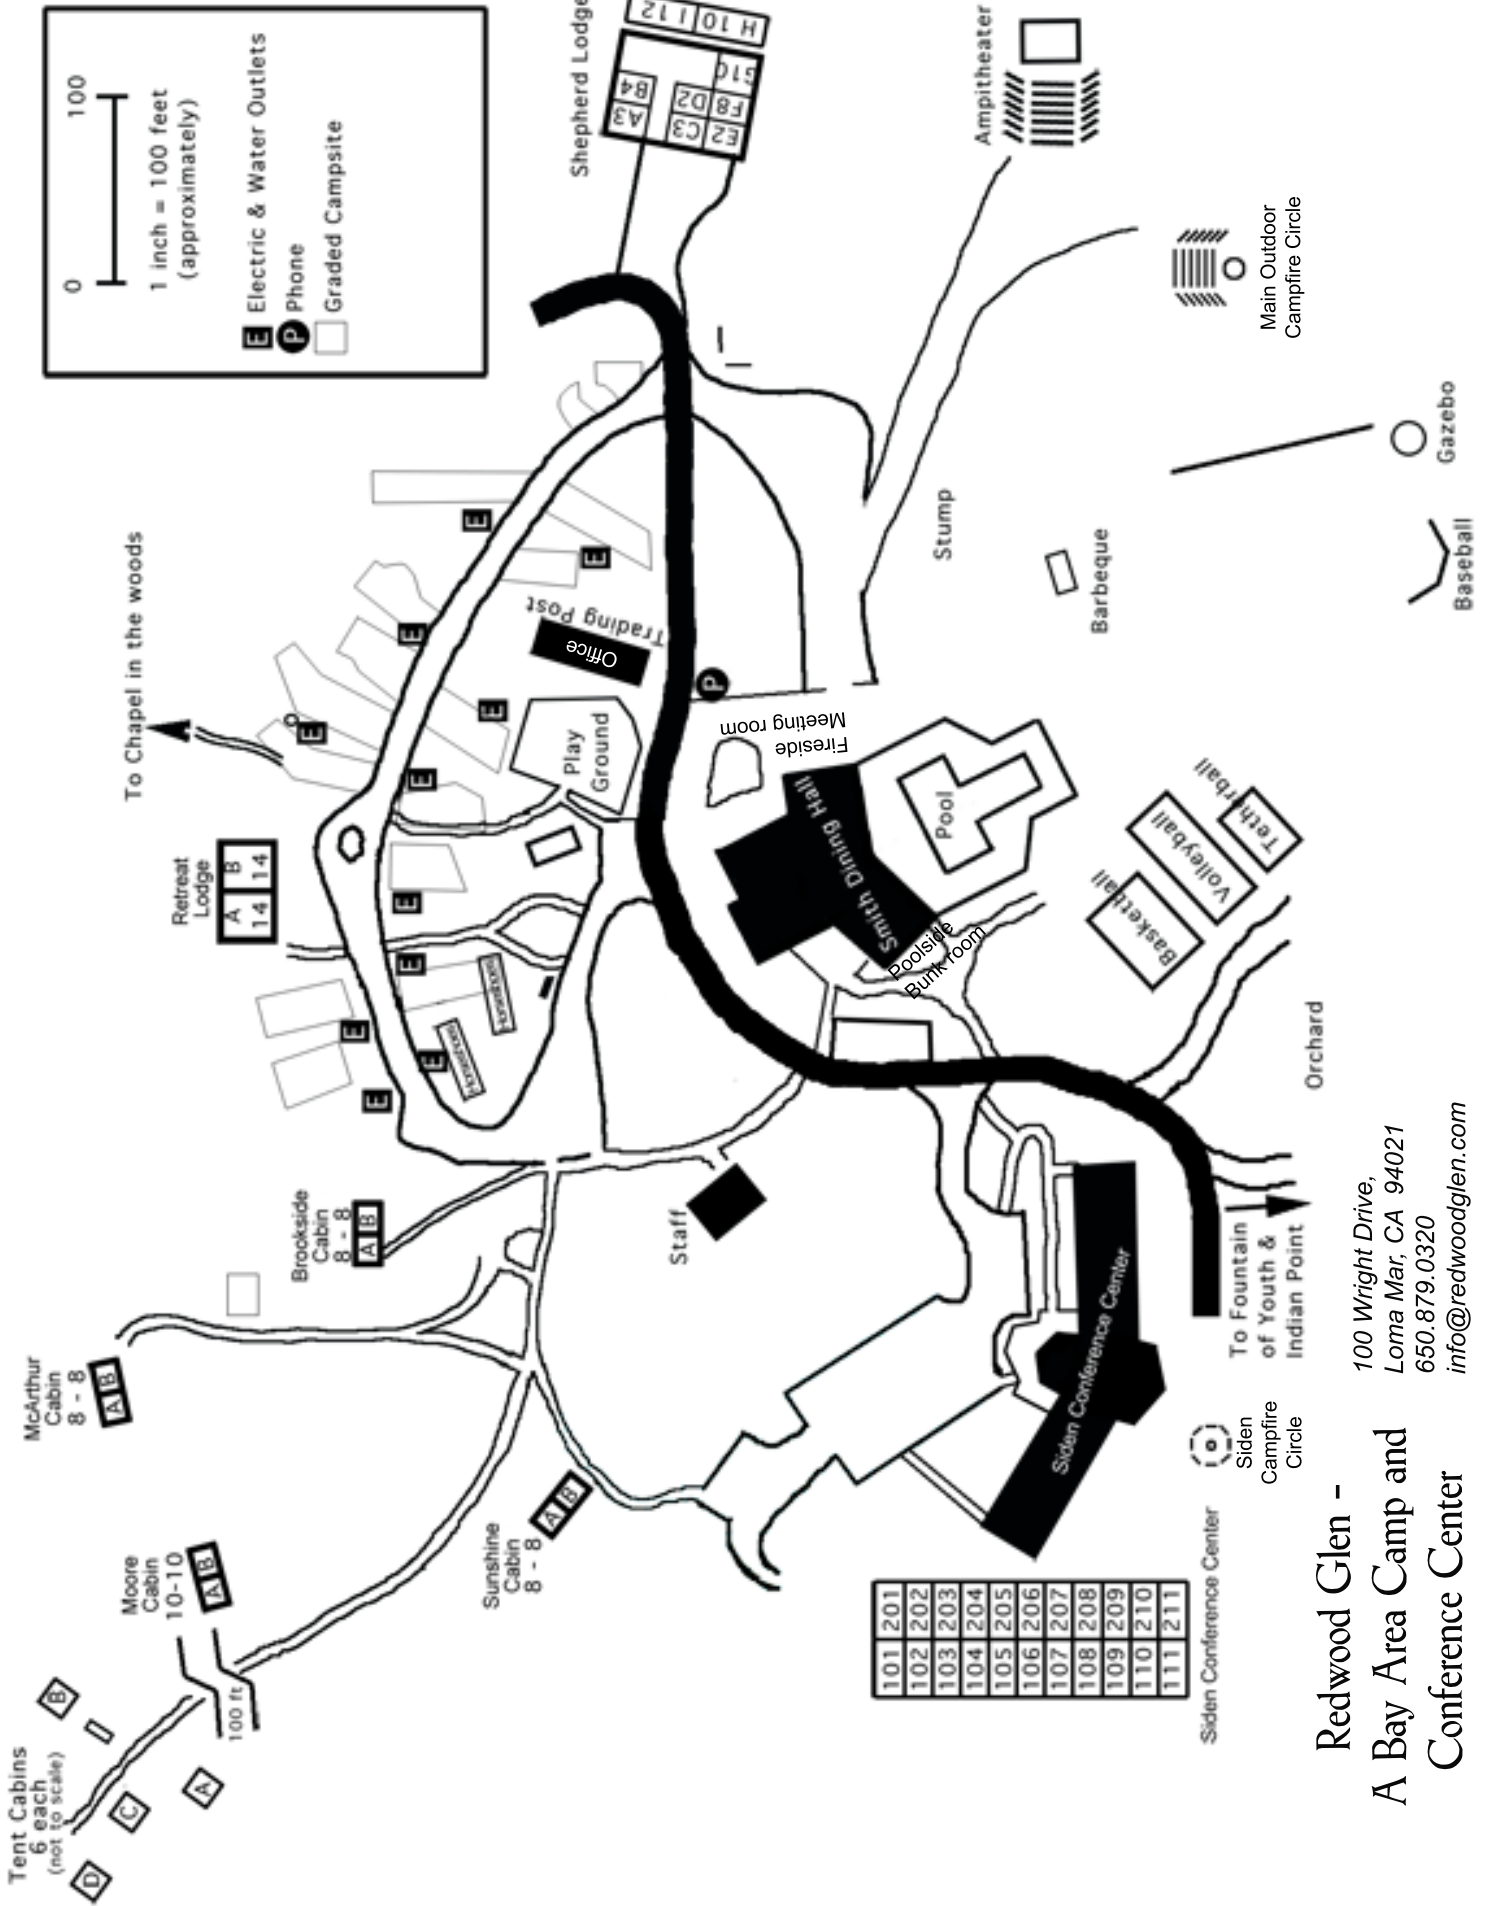 Tent Cabins
6 each
(not to scale)
D
C
B
A
100 ft
Moore
Cabin
10-10
A B
McArthur
Cabin
8 - 8
A B
Brookside
Cabin
8 - 8
A B
Sunshine
Cabin
8 - 8
A B
Retreat
Lodge
A B
14 14
To Chapel in the woods
0 100
1 inch = 100 feet
(approximately)
E Electric & Water Outlets
P Phone
Graded Campsite
Shepherd Lodge
A3
B4
C3
D2
E2
F8
G10
H 10
I 12
E
E
E
E
E
E
E
E
E
E
E
Horseshoes
Horseshoes
Play
Ground
Office
Trading Post
P
Fireside
Meeting room
Smith Dining Hall
Poolside
Bunk room
Pool
Staff
Stump
Barbeque
Ampitheater
Main Outdoor
Campfire Circle
Gazebo
Baseball
Basketball
Volleyball
Tetherball
Orchard
Siden Conference Center
To Fountain
of Youth &
Indian Point
Siden
Campfire
Circle
101 201
102 202
103 203
104 204
105 205
106 206
107 207
108 208
109 209
110 210
111 211
Siden Conference Center
Redwood Glen -
A Bay Area Camp and
Conference Center
100 Wright Drive,
Loma Mar, CA 94021
650.879.0320
info@redwoodglen.com